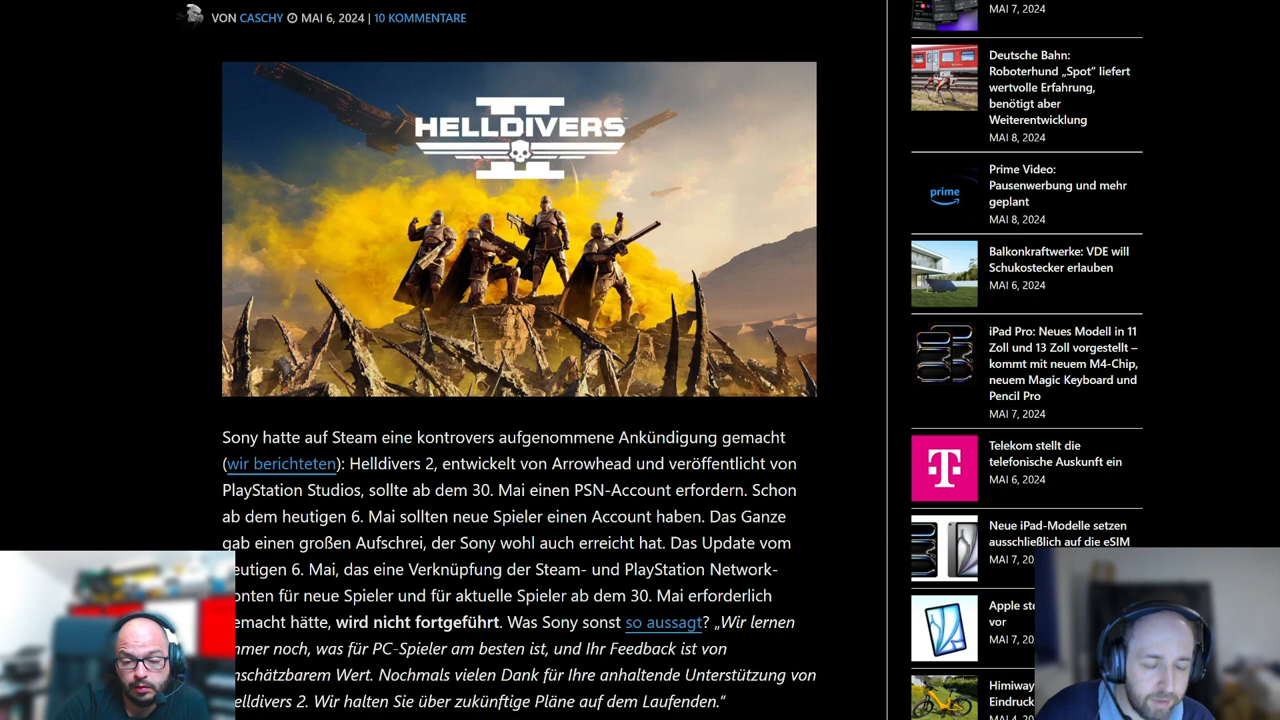 VON CASCHY MAI 6, 2024 | 10 KOMMENTARE
II
HELLDIVERS
Sony hatte auf Steam eine kontrovers aufgenommene Ankündigung gemacht
(wir berichteten): Helldivers 2, entwickelt von Arrowhead und veröffentlicht von
PlayStation Studios, sollte ab dem 30. Mai einen PSN-Account erfordern. Schon
ab dem heutigen 6. Mai sollten neue Spieler einen Account haben. Das Ganze
gab einen großen Aufschrei, der Sony wohl auch erreicht hat. Das Update vom
eutigen 6. Mai, das eine Verknüpfung der Steam- und PlayStation Network-
onten für neue Spieler und für aktuelle Spieler ab dem 30. Mai erforderlich
emacht hätte, wird nicht fortgeführt. Was Sony sonst so aussagt? „Wir lernen
mmer noch, was für PC-Spieler am besten ist, und Ihr Feedback ist von
nschätzbarem Wert. Nochmals vielen Dank für Ihre anhaltende Unterstützung von
elldivers 2. Wir halten Sie über zukünftige Pläne auf dem Laufenden.“
MAI 7, 2024
Deutsche Bahn:
Roboterhund „Spot“ liefert
wertvolle Erfahrung,
benötigt aber
Weiterentwicklung
MAI 8, 2024
prime
Prime Video:
Pausenwerbung und mehr
geplant
MAI 8, 2024
Balkonkraftwerke: VDE will
Schukostecker erlauben
MAI 6, 2024
iPad Pro: Neues Modell in 11
Zoll und 13 Zoll vorgestellt –
kommt mit neuem M4-Chip,
neuem Magic Keyboard und
Pencil Pro
MAI 7, 2024
T
Telekom stellt die
telefonische Auskunft ein
MAI 6, 2024
Neue iPad-Modelle setzen
ausschließlich auf die eSIM
MAI 7, 20
Apple ste
vor
MAI 7, 20
Himiway
Eindruck
MAI 4, 20